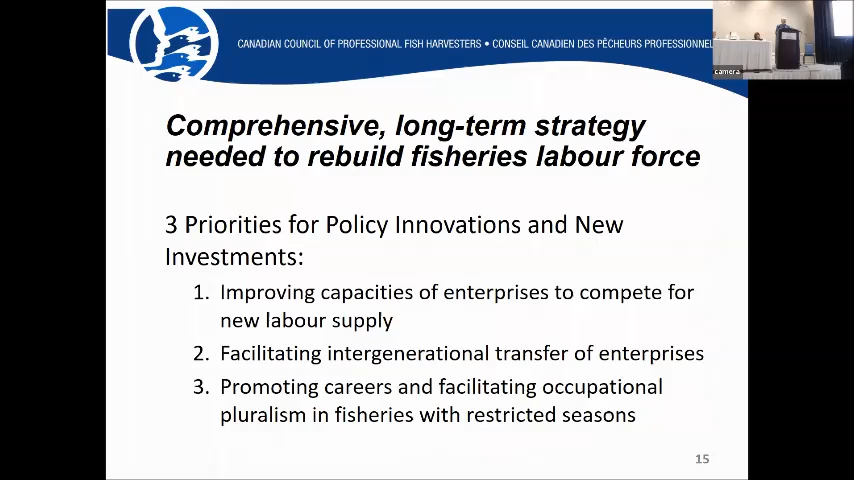 CANADIAN COUNCIL OF PROFESSIONAL FISH HARVESTERS • CONSEIL CANADIEN DES PÊCHEURS PROFESSIONNEL
camera
Comprehensive, long-term strategy
needed to rebuild fisheries labour force
3 Priorities for Policy Innovations and New
Investments:
1. Improving capacities of enterprises to compete for
new labour supply
2. Facilitating intergenerational transfer of enterprises
3. Promoting careers and facilitating occupational
pluralism in fisheries with restricted seasons
15